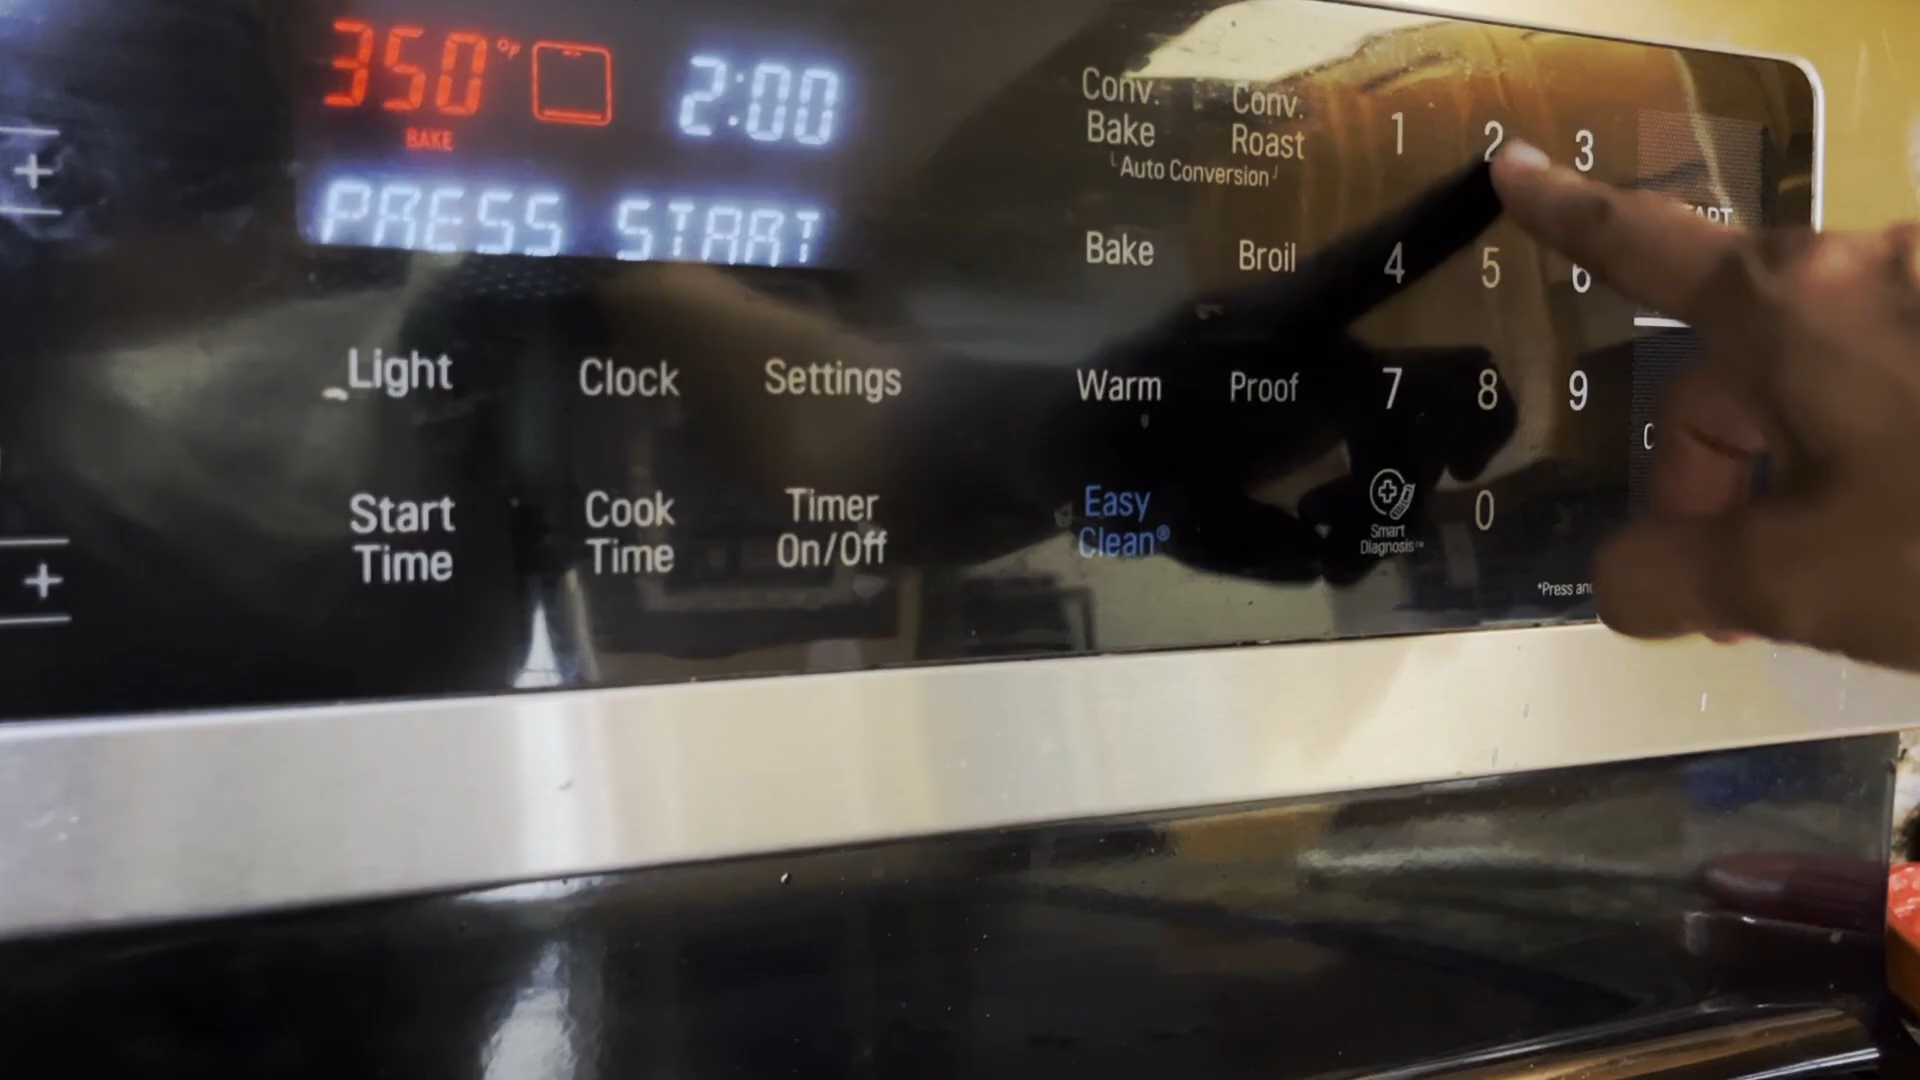 350°F 2:00
BAKE
PRESS START
Conv. Bake
Conv. Roast
Auto Conversion
1 2 3
Bake Broil
4 5 6
Light Clock Settings
Warm Proof
7 8 9
Start Time
Cook Time
Timer On/Off
Easy Clean®
Smart Diagnosis™
0
*Press
+
+